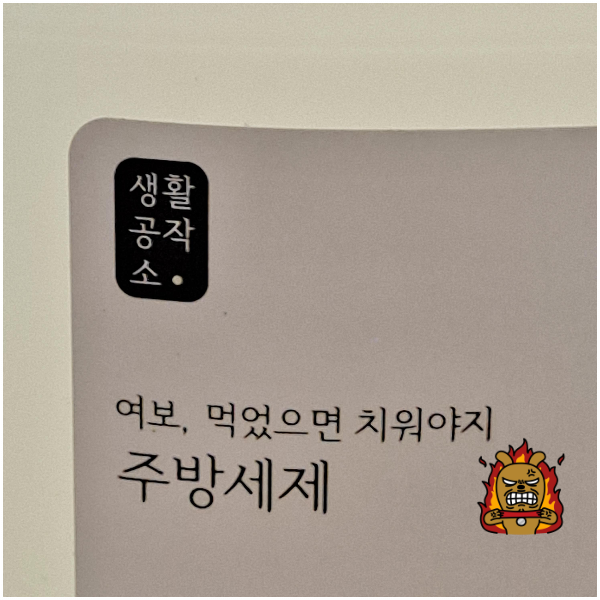 생활
공작
소.
여보, 먹었으면 치워야지
주방세제